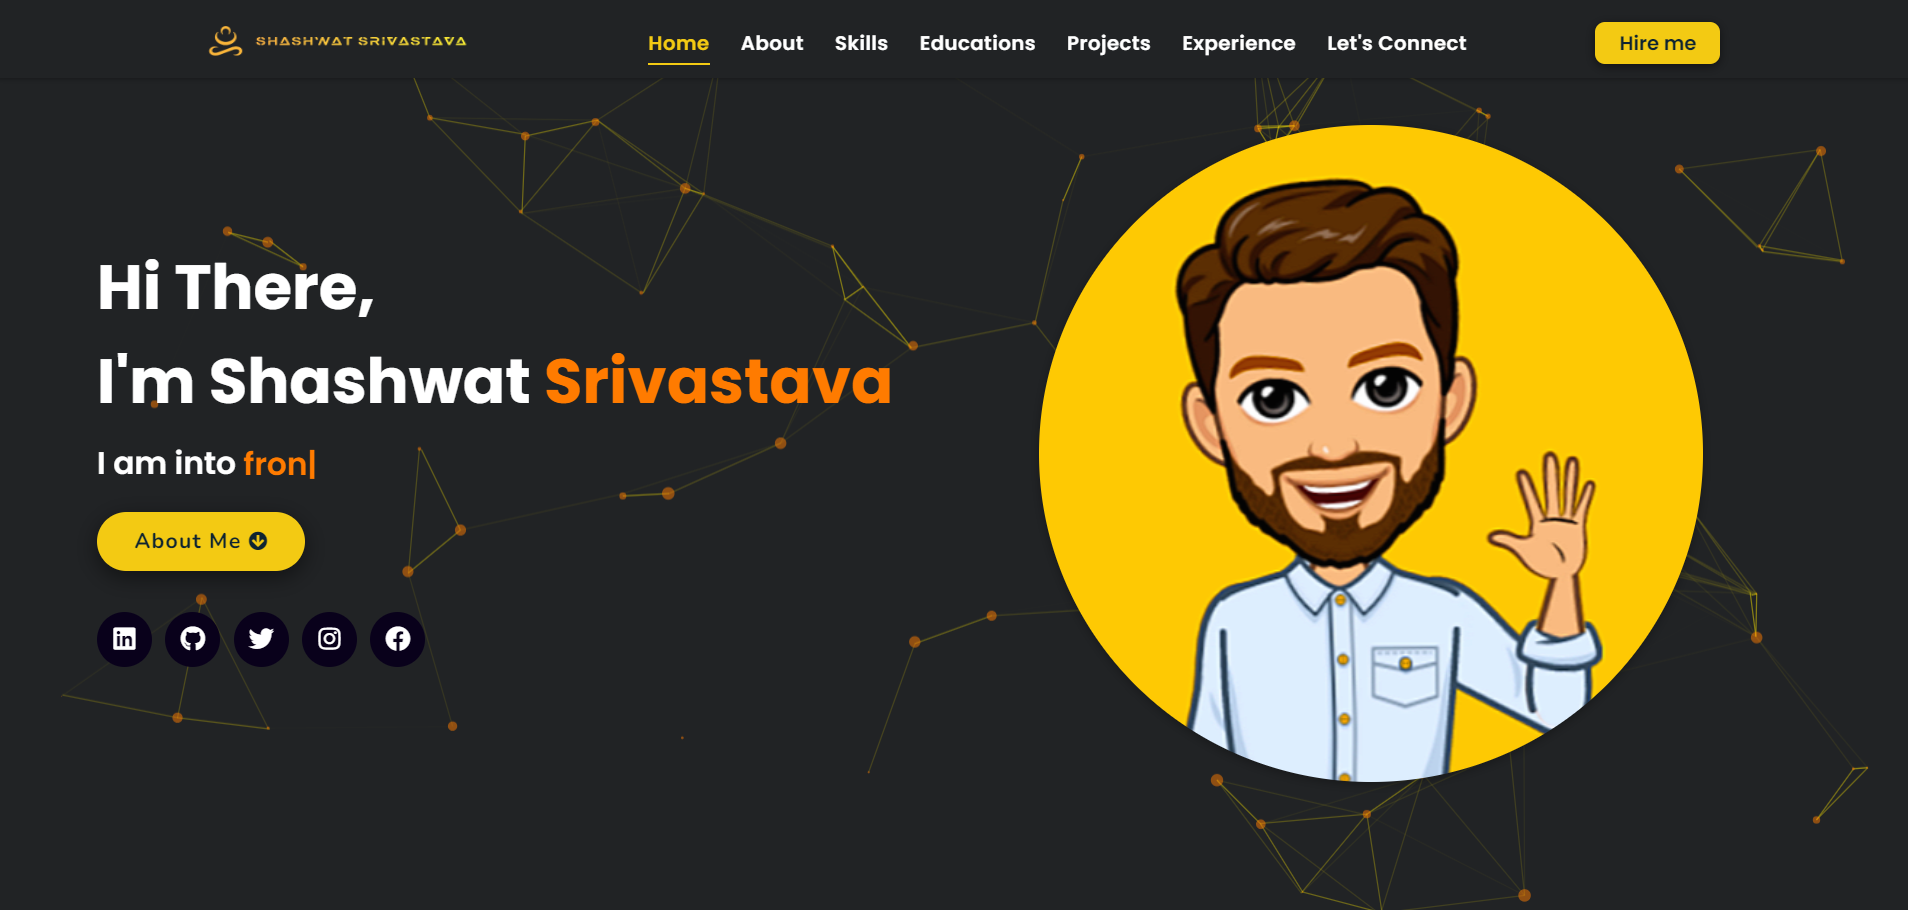 SHASHWAT SRIVASTAVA
Home About Skills Educations Projects Experience Let's Connect
Hire me
Hi There,
I'm Shashwat Srivastava
I am into fron|
About Me